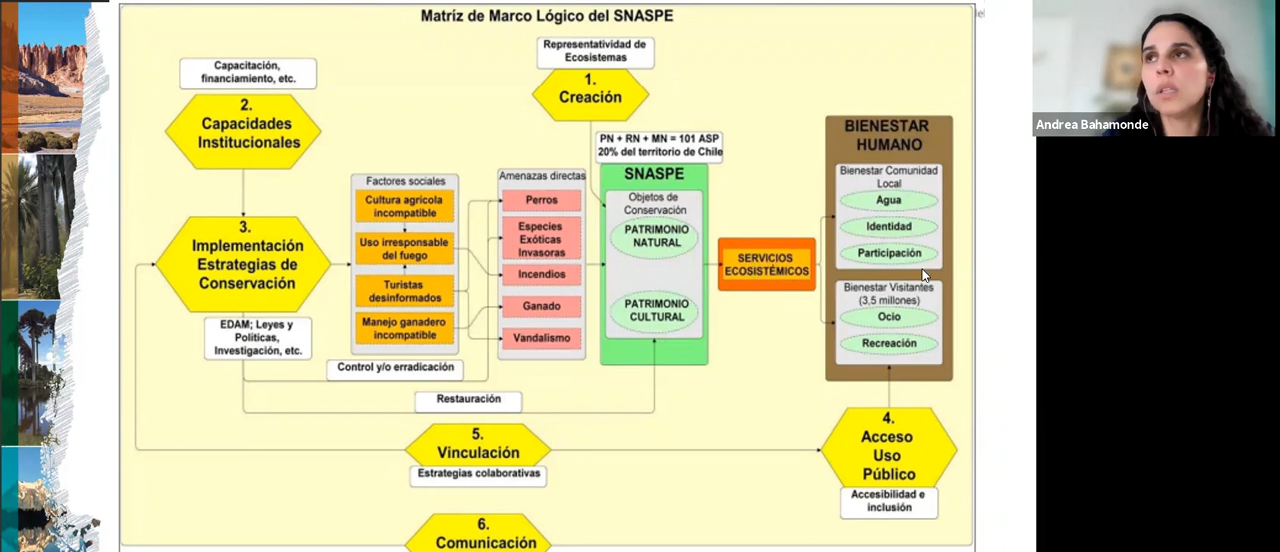 Matríz de Marco Lógico del SNASPE
Representatividad de
Ecosistemas
1.
Creación
Capacitación,
financiamiento, etc.
2.
Capacidades
Institucionales
3.
Implementación
Estrategias de
Conservación
EDAM; Leyes y
Políticas,
Investigación, etc.
Factores sociales
Cultura agrícola
incompatible
Uso irresponsable
del fuego
Turistas
desinformados
Manejo ganadero
incompatible
Control y/o erradicación
Restauración
Amenazas directas
Perros
Especies
Exóticas
Invasoras
Incendios
Ganado
Vandalismo
PN + RN + MN = 101 ASP
20% del territorio de Chile
SNASPE
Objetos de
Conservación
PATRIMONIO
NATURAL
PATRIMONIO
CULTURAL
SERVICIOS
ECOSISTÉMICOS
BIENESTAR
HUMANO
Bienestar Comunidad
Local
Agua
Identidad
Participación
Bienestar Visitantes
(3,5 millones)
Ocio
Recreación
4.
Acceso
Uso
Público
Accesibilidad e
inclusión
5.
Vinculación
Estrategias colaborativas
6.
Comunicación
Andrea Bahamonde